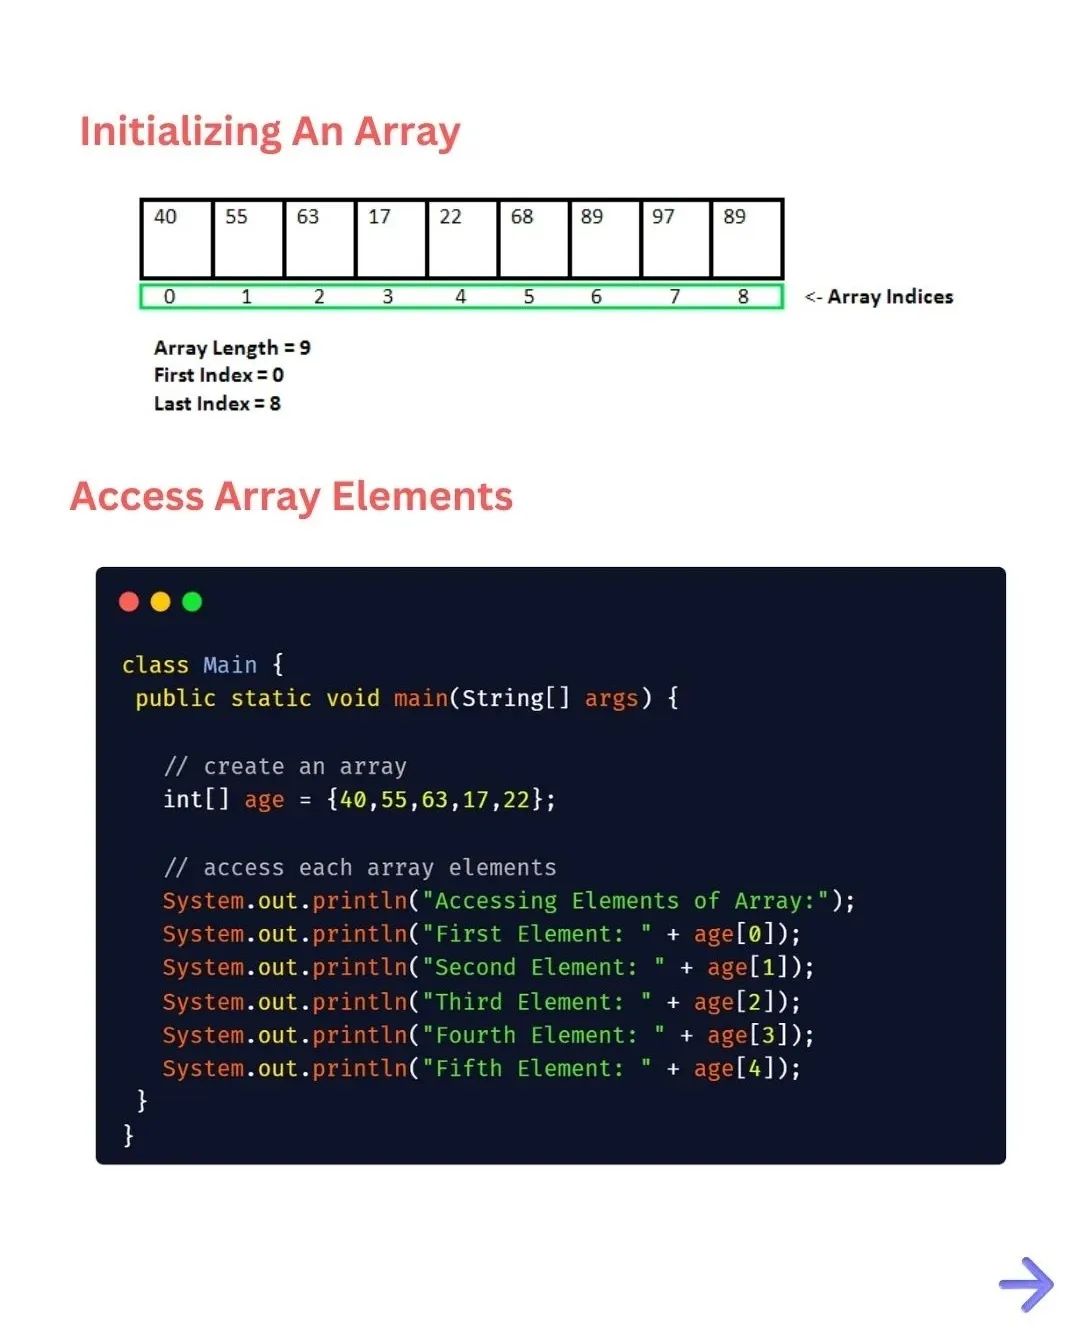 Initializing An Array
40 55 63 17 22 68 89 97 89
0 1 2 3 4 5 6 7 8 <- Array Indices
Array Length = 9
First Index = 0
Last Index = 8
Access Array Elements
class Main {
 public static void main(String[] args) {
   // create an array
   int[] age = {40,55,63,17,22};
   // access each array elements
   System.out.println("Accessing Elements of Array:");
   System.out.println("First Element: " + age[0]);
   System.out.println("Second Element: " + age[1]);
   System.out.println("Third Element: " + age[2]);
   System.out.println("Fourth Element: " + age[3]);
   System.out.println("Fifth Element: " + age[4]);
 }
}